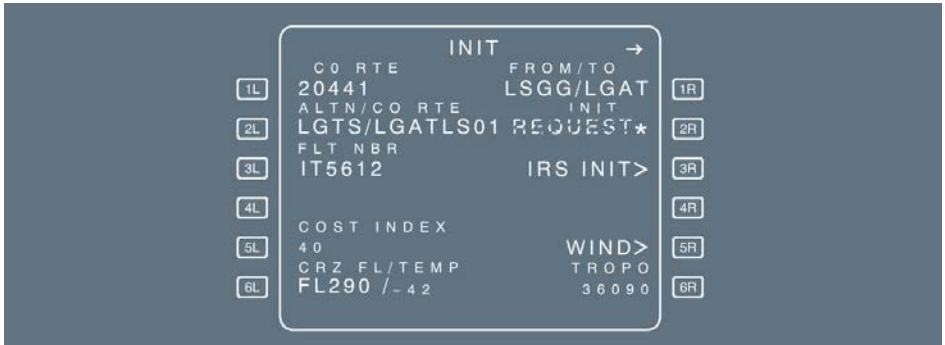 INIT →
C0 RTE FROM/TO
1L 20441 LSGG/LGAT 1R
ALTN/CO RTE INIT
2L LGTS/LGATLS01 REQUEST* 2R
FLT NBR
3L IT5612 IRS INIT> 3R
4L 4R
COST INDEX
5L 40 WIND> 5R
CRZ FL/TEMP TROPO
6L FL290 /-42 36090 6R